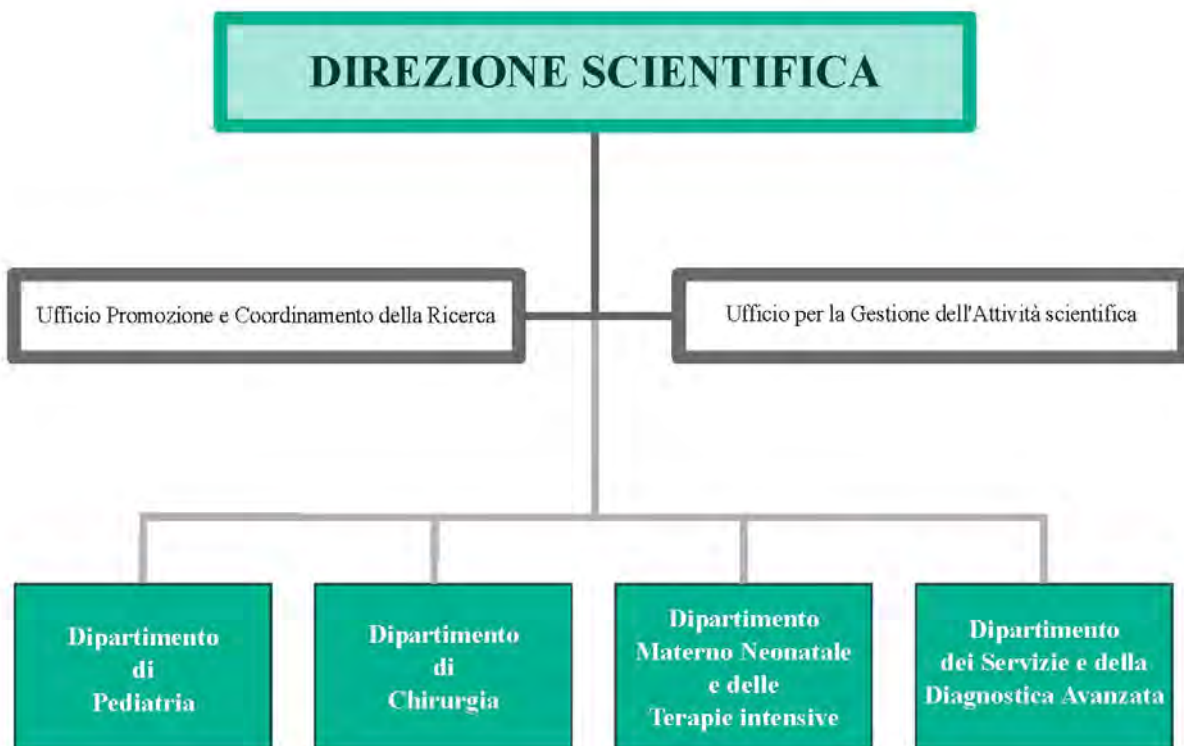 DIREZIONE SCIENTIFICA
Ufficio Promozione e Coordinamento della Ricerca
Ufficio per la Gestione dell'Attività scientifica
Dipartimento
di
Pediatria
Dipartimento
di
Chirurgia
Dipartimento
Materno Neonatale
e delle
Terapie intensive
Dipartimento
dei Servizie e della
Diagnostica Avanzata